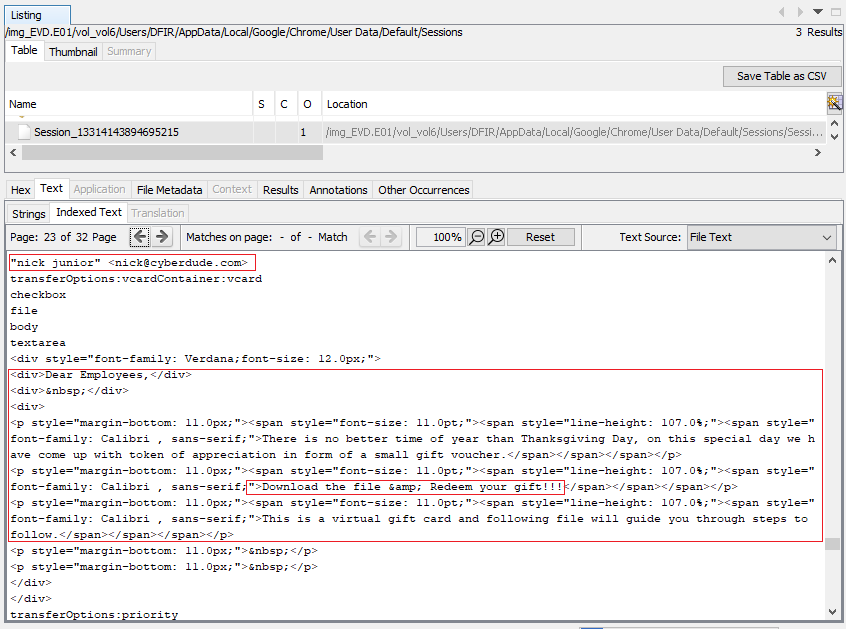 Listing
/img_EVD.E01/vol_vol6/Users/DFIR/AppData/Local/Google/Chrome/User Data/Default/Sessions
3 Results
Table Thumbnail Summary
Save Table as CSV
Name S C O Location
Session_13314143894695215 1 /img_EVD.E01/vol_vol6/Users/DFIR/AppData/Local/Google/Chrome/User Data/Default/Sessions/Sessi...
Hex Text Application File Metadata Context Results Annotations Other Occurrences
Strings Indexed Text Translation
Page: 23 of 32 Page Matches on page: - of - Match 100% Reset Text Source: File Text
"nick junior" <nick@cyberdude.com>
transferOptions:vcardContainer:vcard
checkbox
file
body
textarea
<div style="font-family: Verdana;font-size: 12.0px;">
<div>Dear Employees,</div>
<div>&nbsp;</div>
<div>
<p style="margin-bottom: 11.0px;"><span style="font-size: 11.0pt;"><span style="line-height: 107.0%;"><span style="
font-family: Calibri , sans-serif;">There is no better time of year than Thanksgiving Day, on this special day we h
ave come up with token of appreciation in form of a small gift voucher.</span></span></span></p>
<p style="margin-bottom: 11.0px;"><span style="font-size: 11.0pt;"><span style="line-height: 107.0%;"><span style="
font-family: Calibri , sans-serif;">Download the file &amp; Redeem your gift!!!</span></span></span></p>
<p style="margin-bottom: 11.0px;"><span style="font-size: 11.0pt;"><span style="line-height: 107.0%;"><span style="
font-family: Calibri , sans-serif;">This is a virtual gift card and following file will guide you through steps to
follow.</span></span></span></p>
<p style="margin-bottom: 11.0px;">&nbsp;</p>
<p style="margin-bottom: 11.0px;">&nbsp;</p>
</div>
</div>
transferOptions:priority